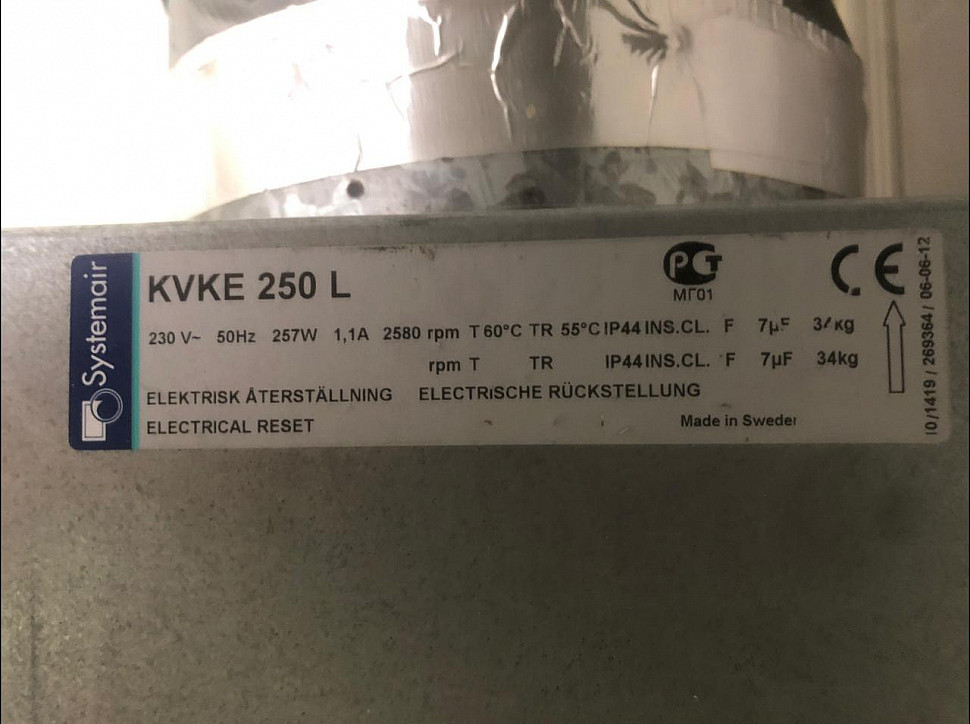 Systemair
KVKE 250 L
PCT
МГ01
CE
230 V~ 50Hz 257W 1,1A 2580 rpm T 60°C TR 55°C IP44 INS.CL. F 7µF 34kg
rpm T TR IP44 INS.CL. F 7µF 34kg
ELEKTRISK ÅTERSTÄLLNING ELECTRISCHE RÜCKSTELLUNG
ELECTRICAL RESET
Made in Sweden
I0/1419 / 269364 / 06-06-12